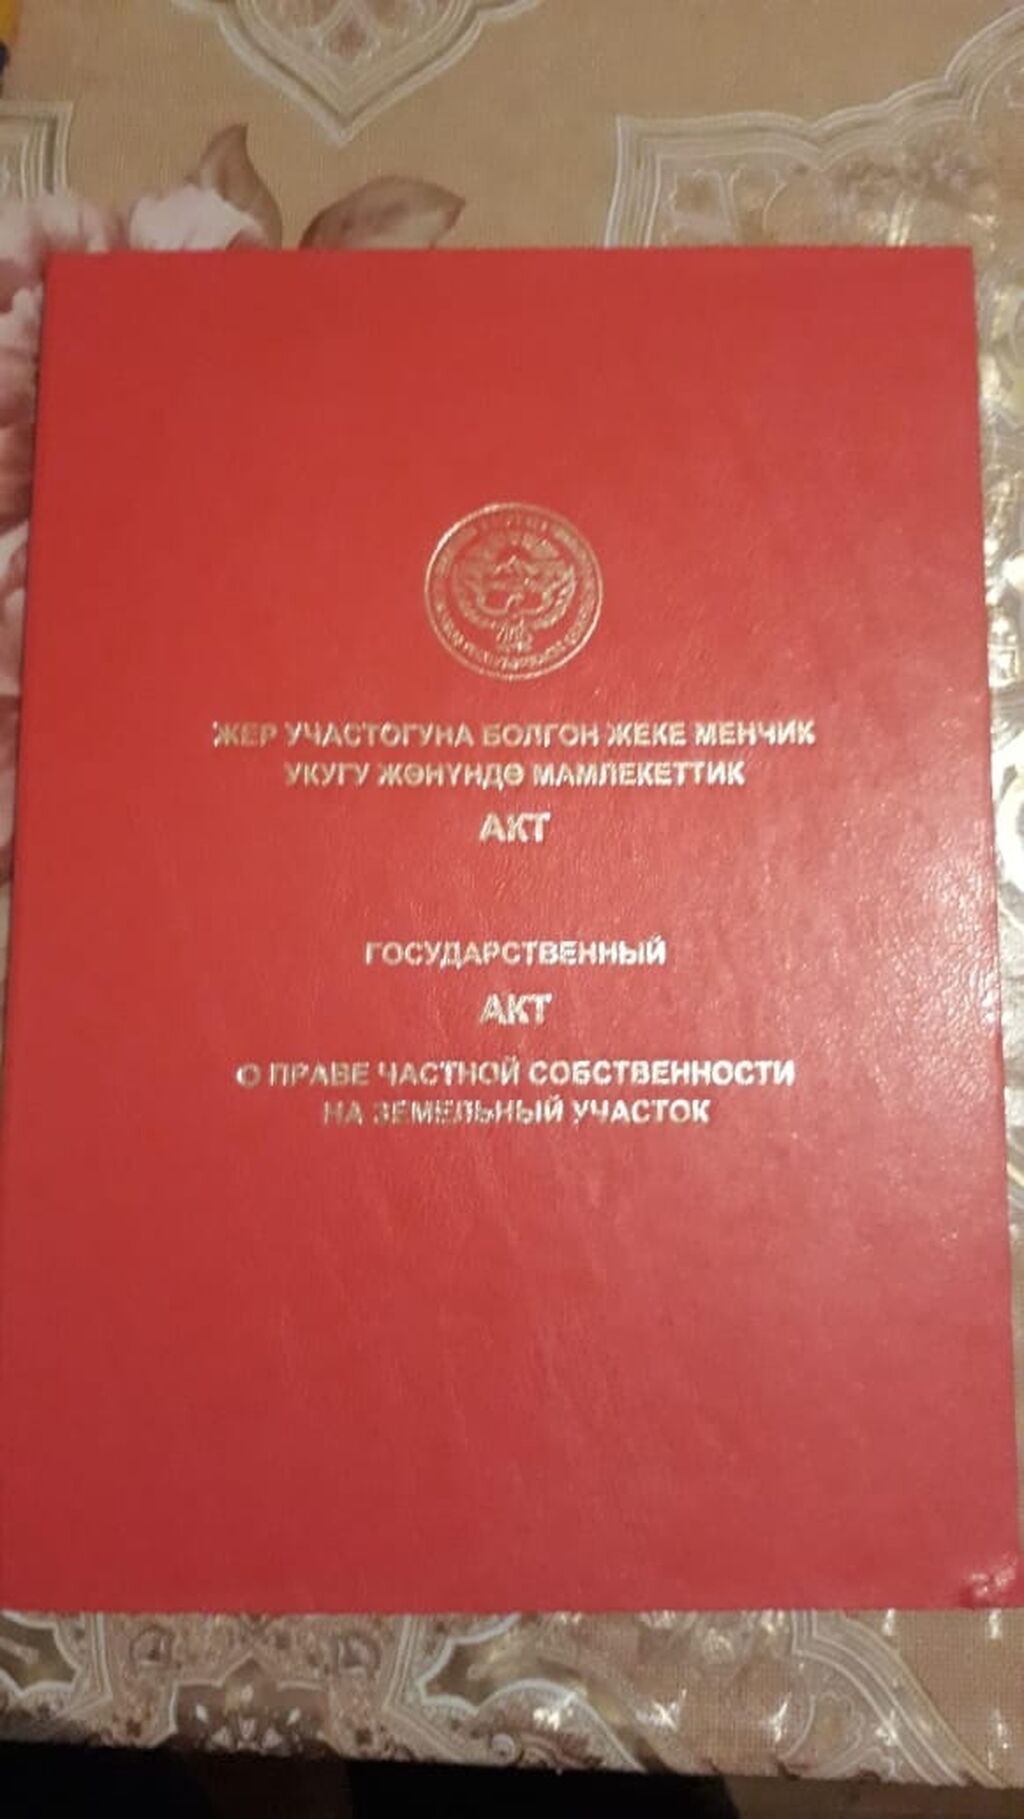 ЖЕР УЧАСТОГУНА БОЛГОН ЖЕКЕ МЕНЧИК
УКУГУ ЖӨНҮНДӨ МАМЛЕКЕТТИК
АКТ
ГОСУДАРСТВЕННЫЙ
АКТ
О ПРАВЕ ЧАСТНОЙ СОБСТВЕННОСТИ
НА ЗЕМЕЛЬНЫЙ УЧАСТОК